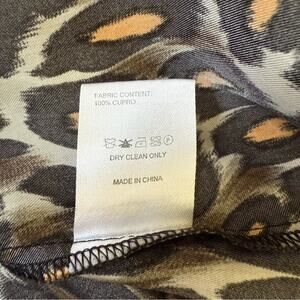 FABRIC CONTENT:
100% CUPRO
DRY CLEAN ONLY
MADE IN CHINA